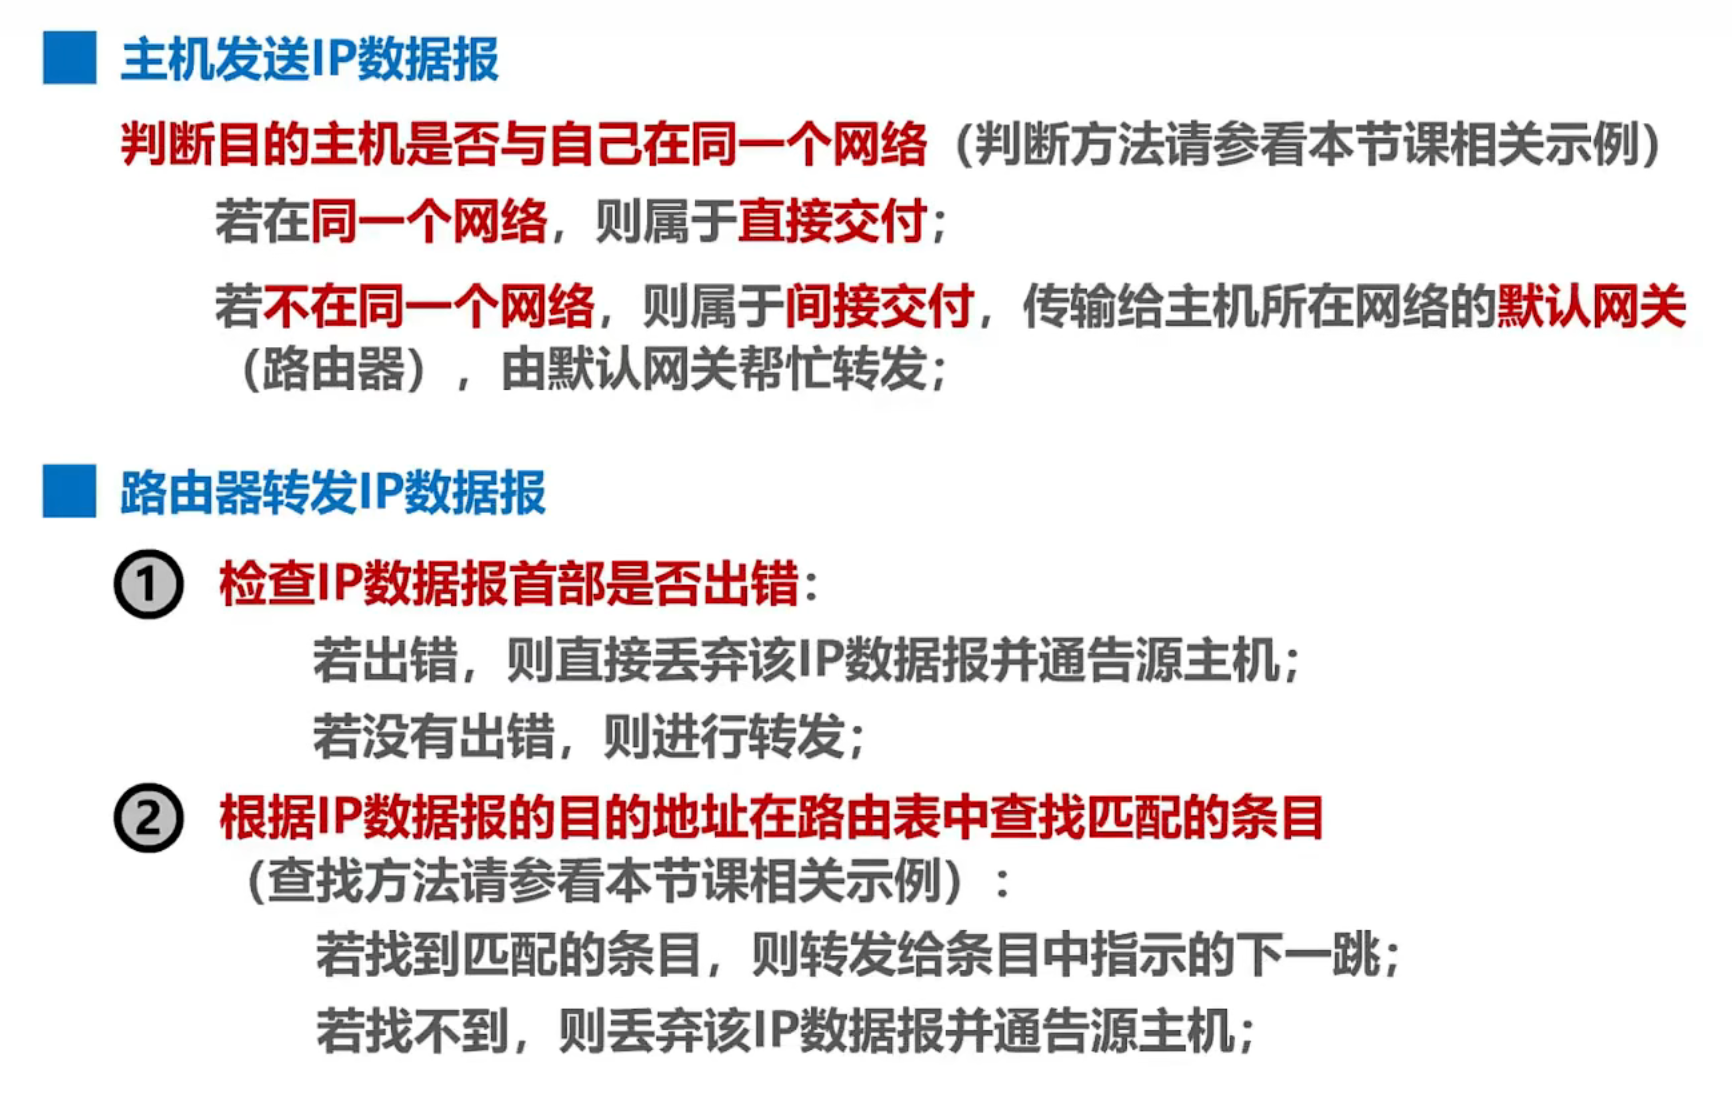 主机发送IP数据报
判断目的主机是否与自己在同一个网络（判断方法请参看本节课相关示例）
若在同一个网络，则属于直接交付；
若不在同一个网络，则属于间接交付，传输给主机所在网络的默认网关
（路由器），由默认网关帮忙转发；
路由器转发IP数据报
① 检查IP数据报首部是否出错：
若出错，则直接丢弃该IP数据报并通告源主机；
若没有出错，则进行转发；
② 根据IP数据报的目的地址在路由表中查找匹配的条目
（查找方法请参看本节课相关示例）：
若找到匹配的条目，则转发给条目中指示的下一跳；
若找不到，则丢弃该IP数据报并通告源主机；